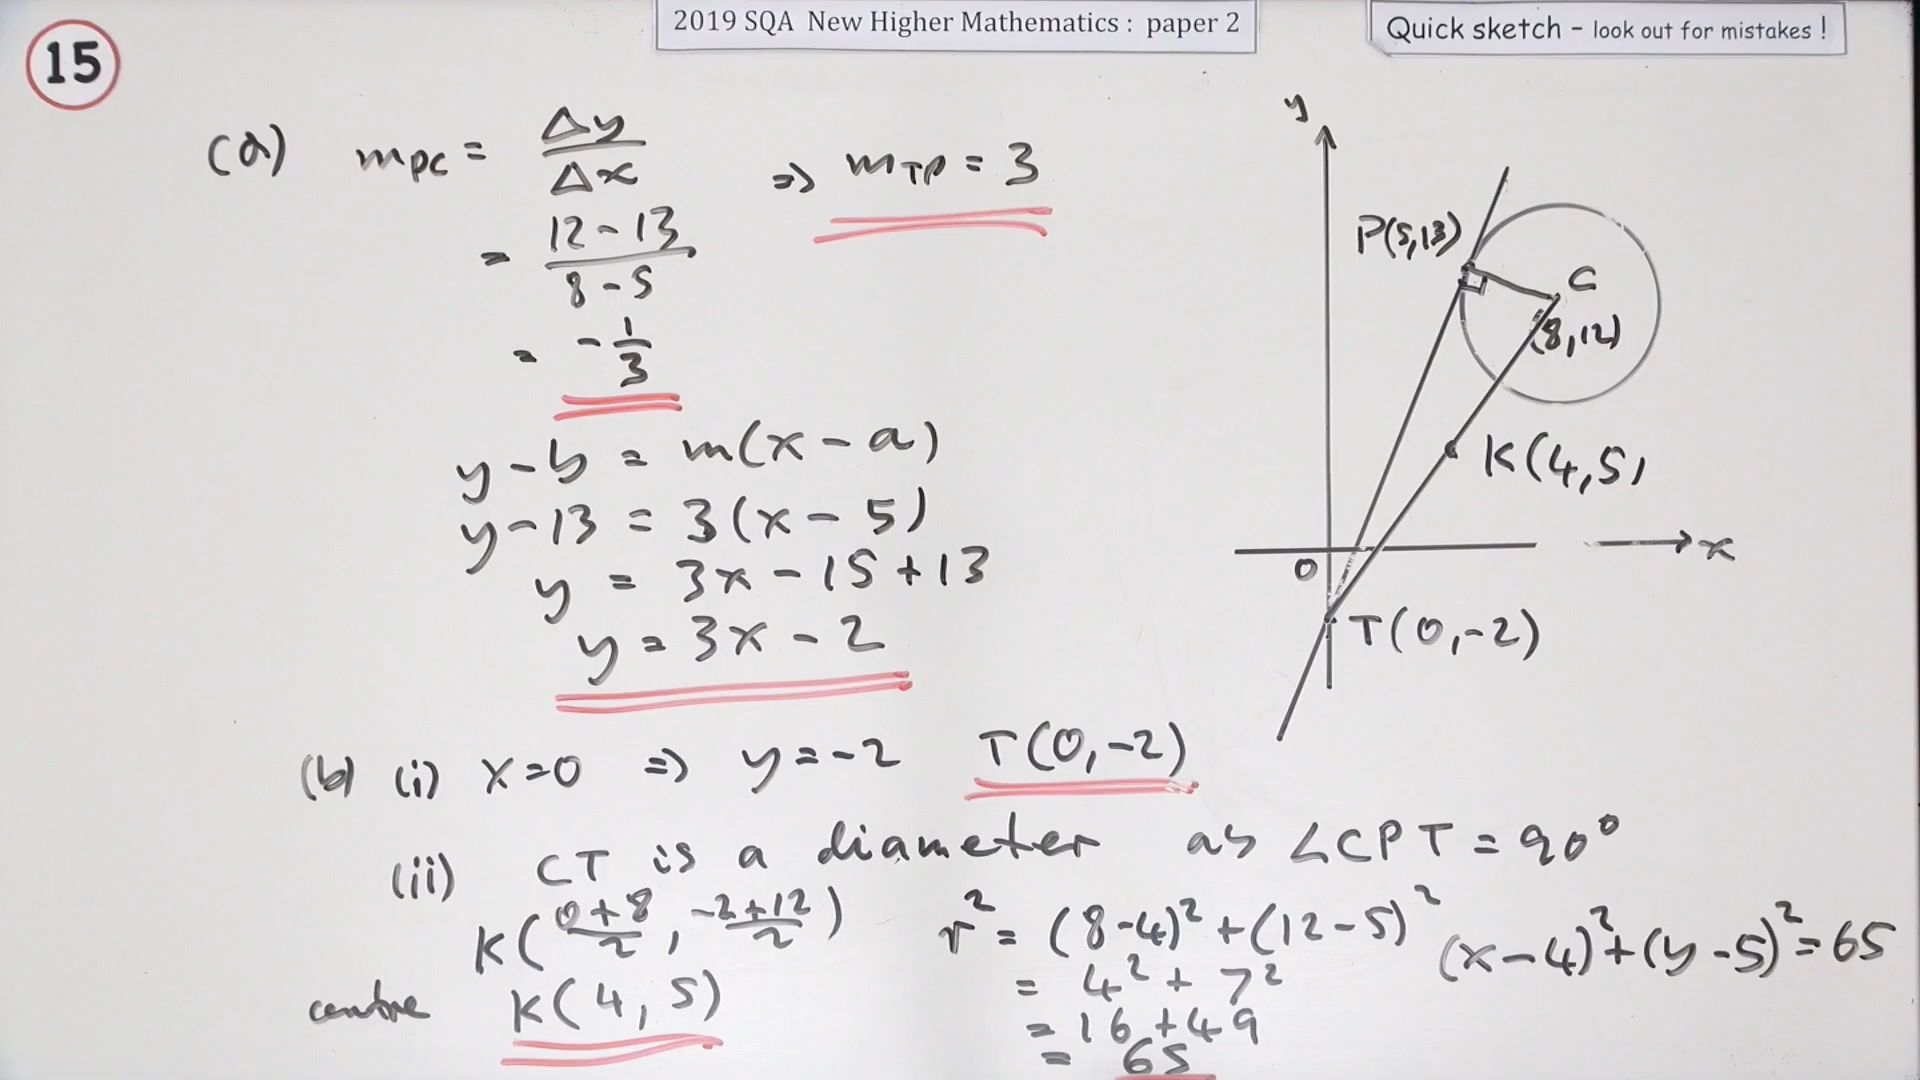 15
2019 SQA New Higher Mathematics : paper 2
Quick sketch – look out for mistakes !
(a) mPC = Δy/Δx ⇒ mTP = 3
= 12 - 13 / 8 - 5
= - 1/3
y - b = m(x - a)
y - 13 = 3(x - 5)
y = 3x - 15 + 13
y = 3x - 2
y
P(5,13)
C
(8,12)
K(4,5)
x
0
T(0,-2)
(b) (i) x=0 ⇒ y = -2 T(0,-2)
(ii) CT is a diameter as ∠CPT = 90°
K(0+8/2, -2+12/2)
centre K(4, 5)
r² = (8-4)² + (12-5)²
= 4² + 7²
= 16 + 49
= 65
(x-4)² + (y-5)² = 65